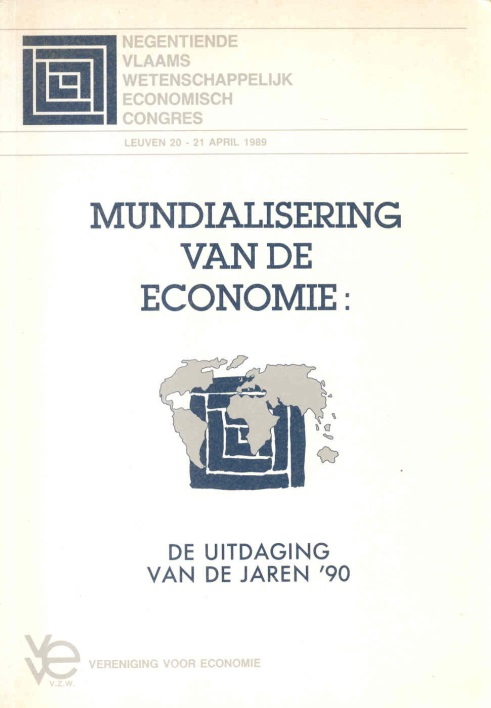 NEGENTIENDE
VLAAMS
WETENSCHAPPELIJK
ECONOMISCH
CONGRES
LEUVEN 20 - 21 APRIL 1989
MUNDIALISERING
VAN DE
ECONOMIE :
DE UITDAGING
VAN DE JAREN '90
vve
V.Z.W.
VERENIGING VOOR ECONOMIE